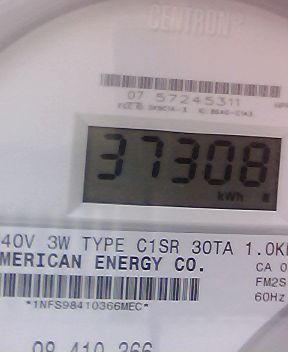 CENTRON
07 57245311
37308
kWh
40V 3W TYPE C1SR 30TA 1.0K
MERICAN ENERGY CO.
CA 0
FM2S
*1NFS98410366MEC*
60Hz
98 410 366